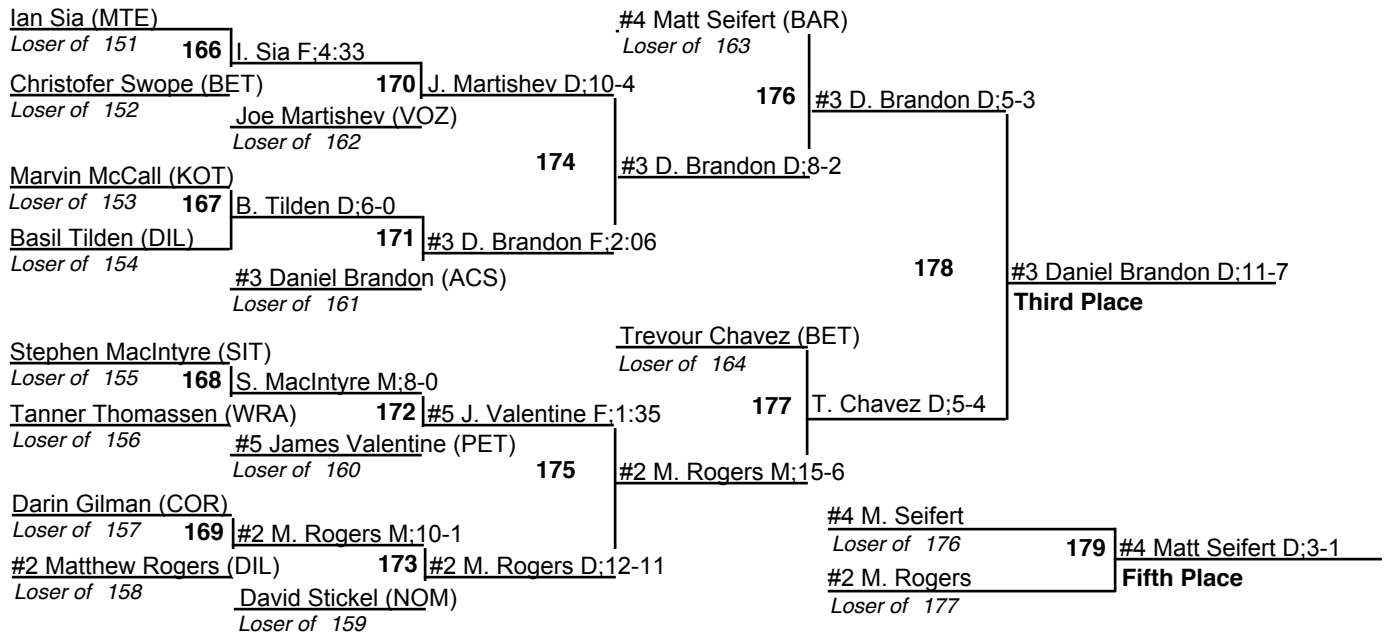 Ian Sia (MTE)
Loser of 151
166
I. Sia F;4:33
Christofer Swope (BET)
Loser of 152
170
J. Martishev D;10-4
Joe Martishev (VOZ)
Loser of 162
174
Marvin McCall (KOT)
Loser of 153
167
B. Tilden D;6-0
Basil Tilden (DIL)
Loser of 154
171
#3 D. Brandon F;2:06
#3 Daniel Brandon (ACS)
Loser of 161
#3 D. Brandon D;8-2
#4 Matt Seifert (BAR)
Loser of 163
176
#3 D. Brandon D;5-3
178
#3 Daniel Brandon D;11-7
Third Place
Stephen MacIntyre (SIT)
Loser of 155
168
S. MacIntyre M;8-0
Tanner Thomassen (WRA)
Loser of 156
172
#5 J. Valentine F;1:35
#5 James Valentine (PET)
Loser of 160
175
Darin Gilman (COR)
Loser of 157
169
#2 M. Rogers M;10-1
#2 Matthew Rogers (DIL)
Loser of 158
173
#2 M. Rogers D;12-11
David Stickel (NOM)
Loser of 159
#2 M. Rogers M;15-6
Trevour Chavez (BET)
Loser of 164
177
T. Chavez D;5-4
#4 M. Seifert
Loser of 176
179
#4 Matt Seifert D;3-1
Fifth Place
#2 M. Rogers
Loser of 177